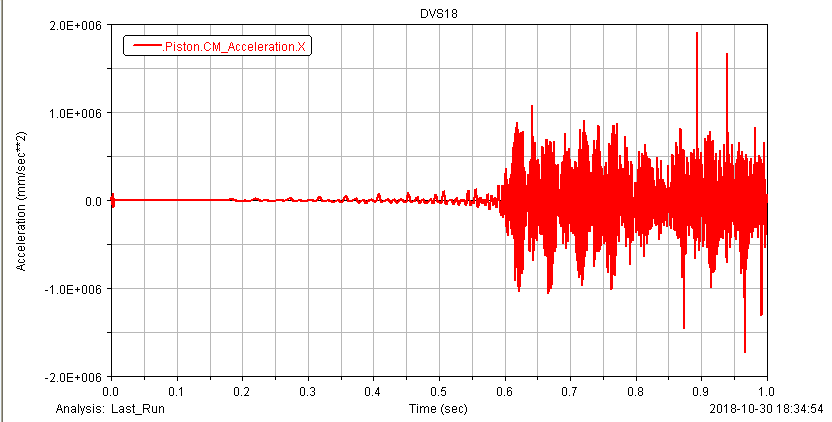 DVS18
2.0E+006
.Piston.CM_Acceleration.X
1.0E+006
Acceleration (mm/sec**2)
0.0
-1.0E+006
-2.0E+006
0.0 0.1 0.2 0.3 0.4 0.5 0.6 0.7 0.8 0.9 1.0
Analysis: Last_Run Time (sec) 2018-10-30 18:34:54